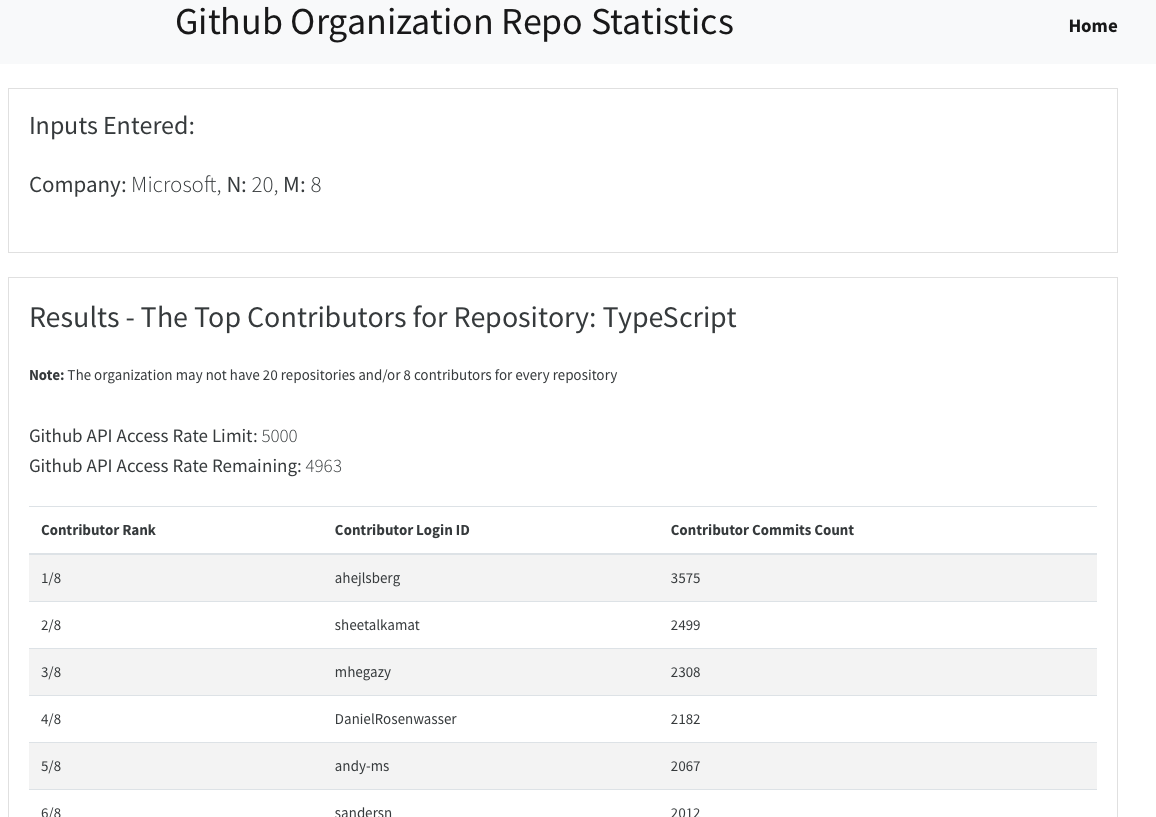 Github Organization Repo Statistics
Home
Inputs Entered:
Company: Microsoft, N: 20, M: 8
Results - The Top Contributors for Repository: TypeScript
Note: The organization may not have 20 repositories and/or 8 contributors for every repository
Github API Access Rate Limit: 5000
Github API Access Rate Remaining: 4963
Contributor Rank Contributor Login ID Contributor Commits Count
1/8 ahejlsberg 3575
2/8 sheetalkamat 2499
3/8 mhegazy 2308
4/8 DanielRosenwasser 2182
5/8 andy-ms 2067
6/8 sandersn 2012